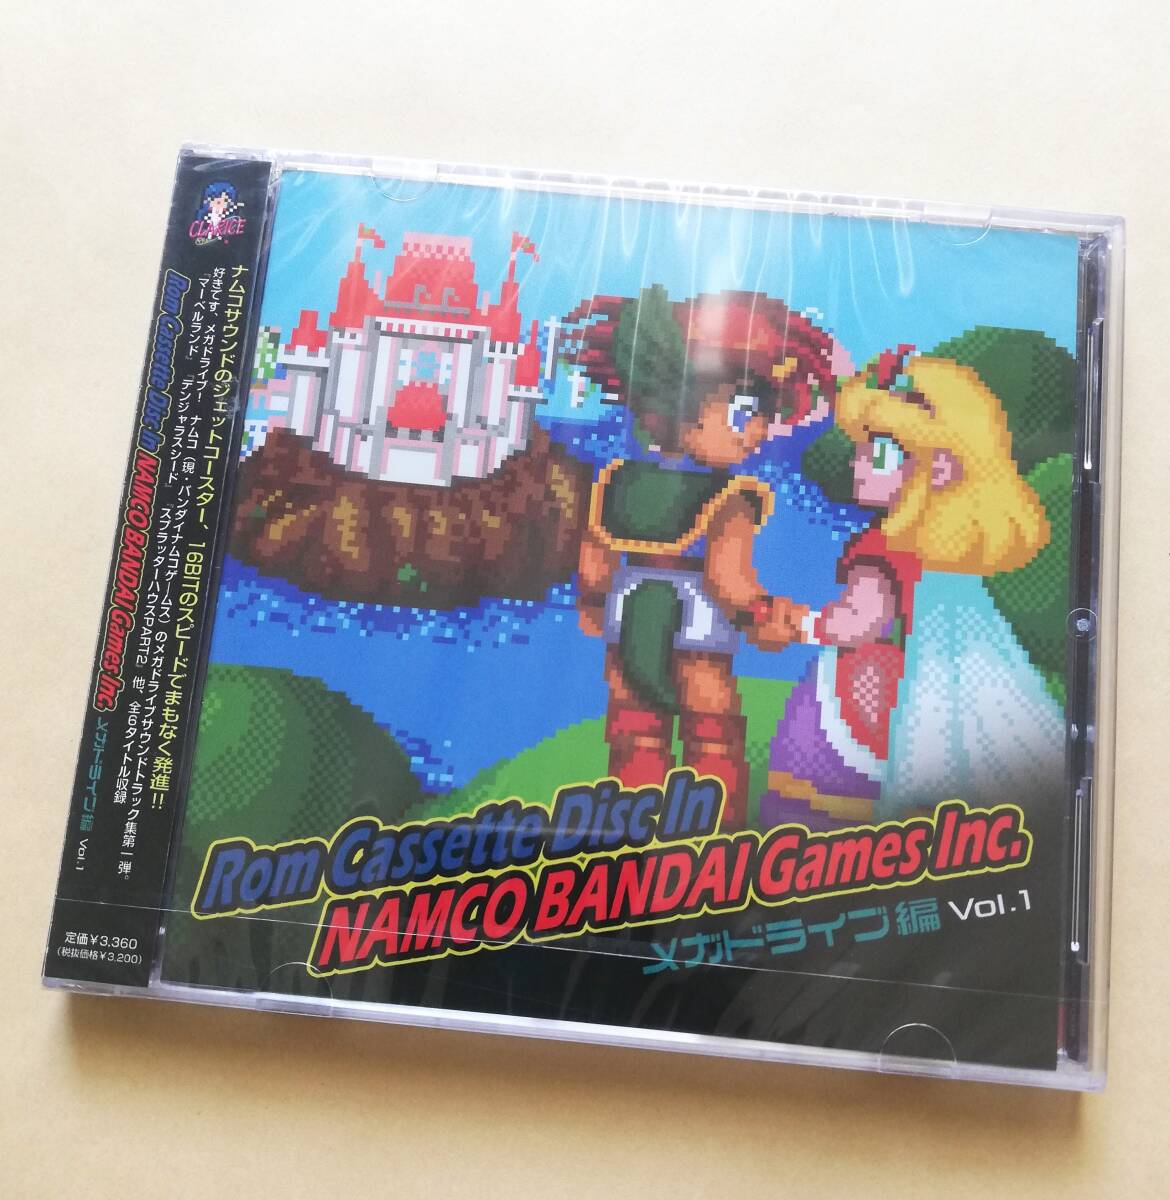 CLARICE
ナムコサウンドのジェットコースター、16BITのスピードでまもなく発進!!
好きです、メガドライブ! ナムコ(現・バンダイナムコゲームス)のメガドライブサウンドトラック集第一弾。
『マーベルランド』『デンジャラスシード』『スプラッターハウスPART2』他、全6タイトル収録
Rom Cassette Disc In NAMCO BANDAI Games Inc. メガドライブ編 Vol.1
定価¥3,360
(税抜価格¥3,200)
Rom Cassette Disc In
NAMCO BANDAI Games Inc.
メガドライブ編 Vol.1